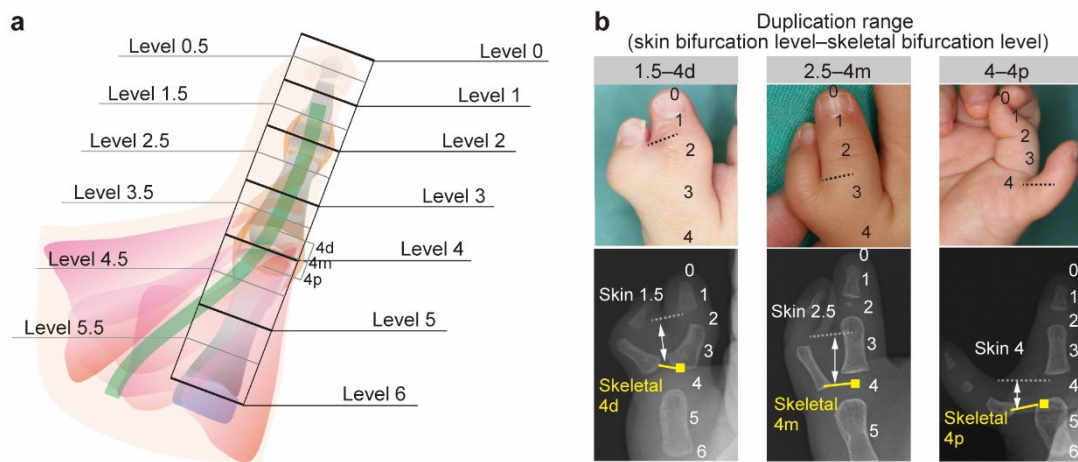 a
Level 0.5
Level 0
Level 1.5
Level 1
Level 2.5
Level 2
Level 3.5
Level 3
4d
4m
4p
Level 4
Level 4.5
Level 5
Level 5.5
Level 6
b
Duplication range
(skin bifurcation level–skeletal bifurcation level)
1.5–4d
0
1
2
3
4
2.5–4m
0
1
2
3
4
4–4p
0
1
2
3
4
0
Skin 1.5
1
2
3
Skeletal
4d
4
5
6
0
1
Skin 2.5
2
3
4
Skeletal
4m
5
0
1
2
3
Skin 4
4
Skeletal
4p
5
6